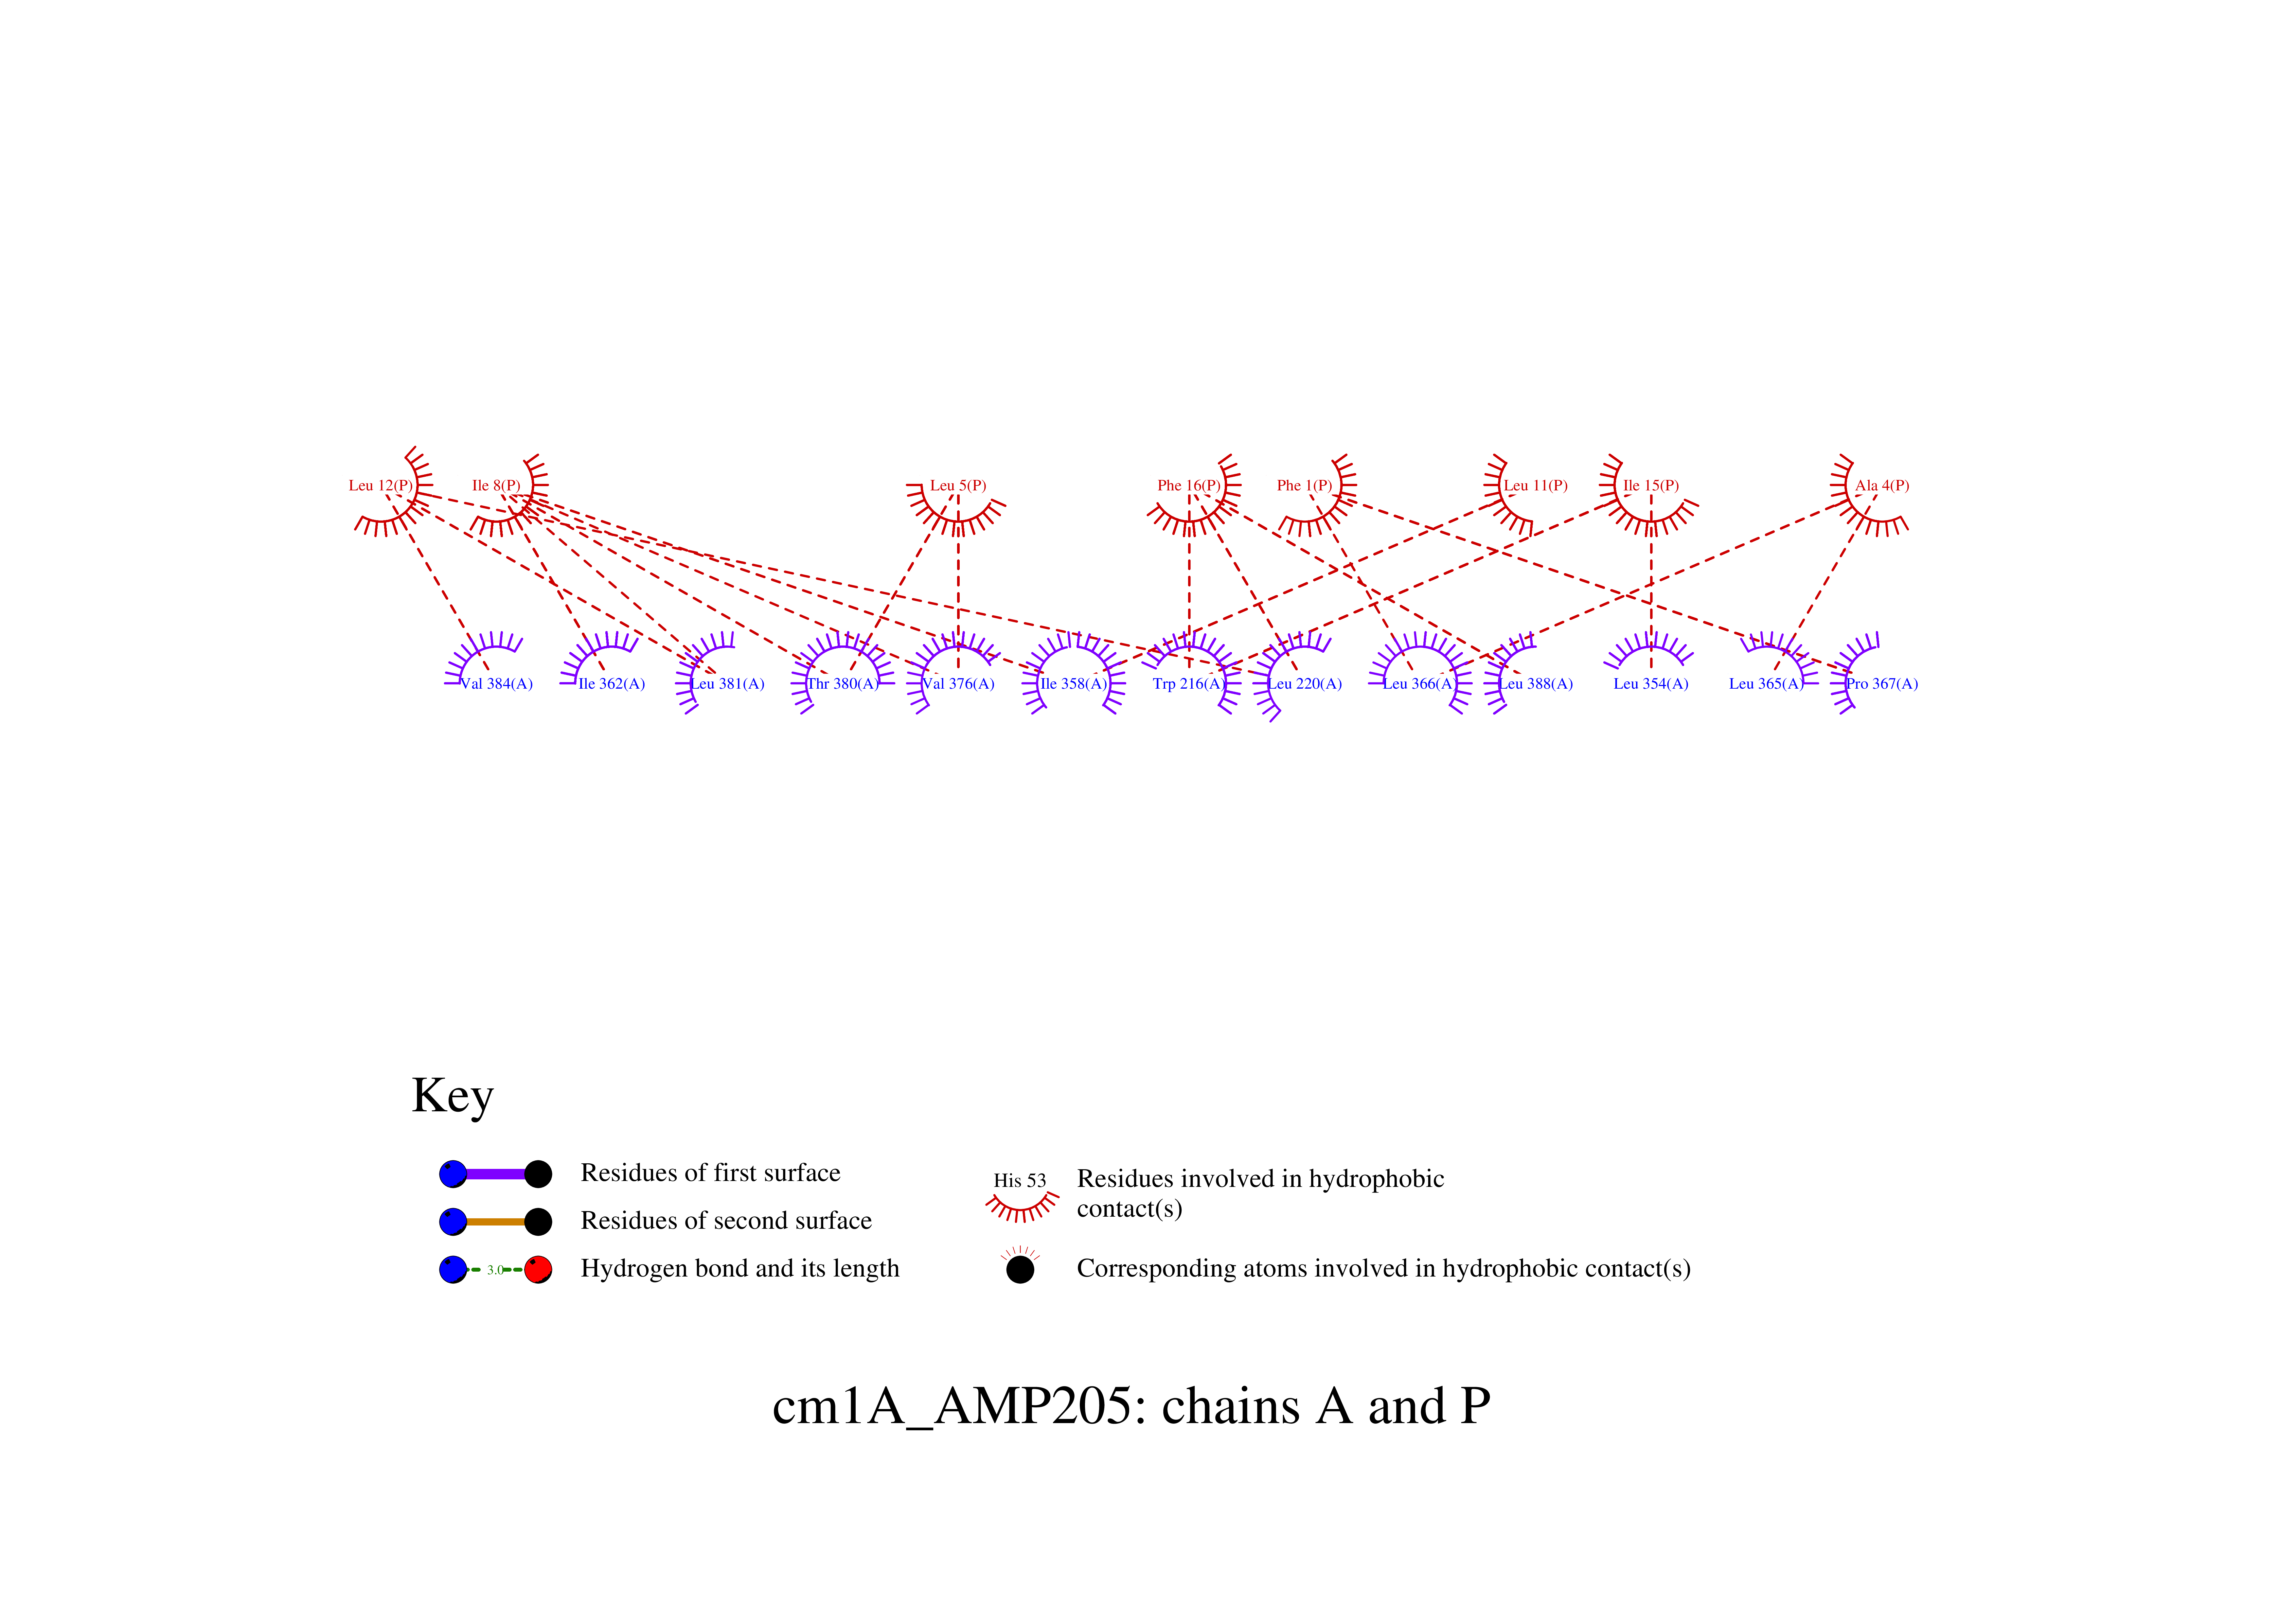 Leu 12(P) Ile 8(P) Leu 5(P) Phe 16(P) Phe 1(P) Leu 11(P) Ile 15(P) Ala 4(P)
Val 384(A) Ile 362(A) Leu 381(A) Thr 380(A) Val 376(A) Ile 358(A) Trp 216(A) Leu 220(A) Leu 366(A) Leu 388(A) Leu 354(A) Leu 365(A) Pro 367(A)
Key
Residues of first surface
Residues of second surface
3.0 Hydrogen bond and its length
His 53 Residues involved in hydrophobic
contact(s)
Corresponding atoms involved in hydrophobic contact(s)
cm1A_AMP205: chains A and P